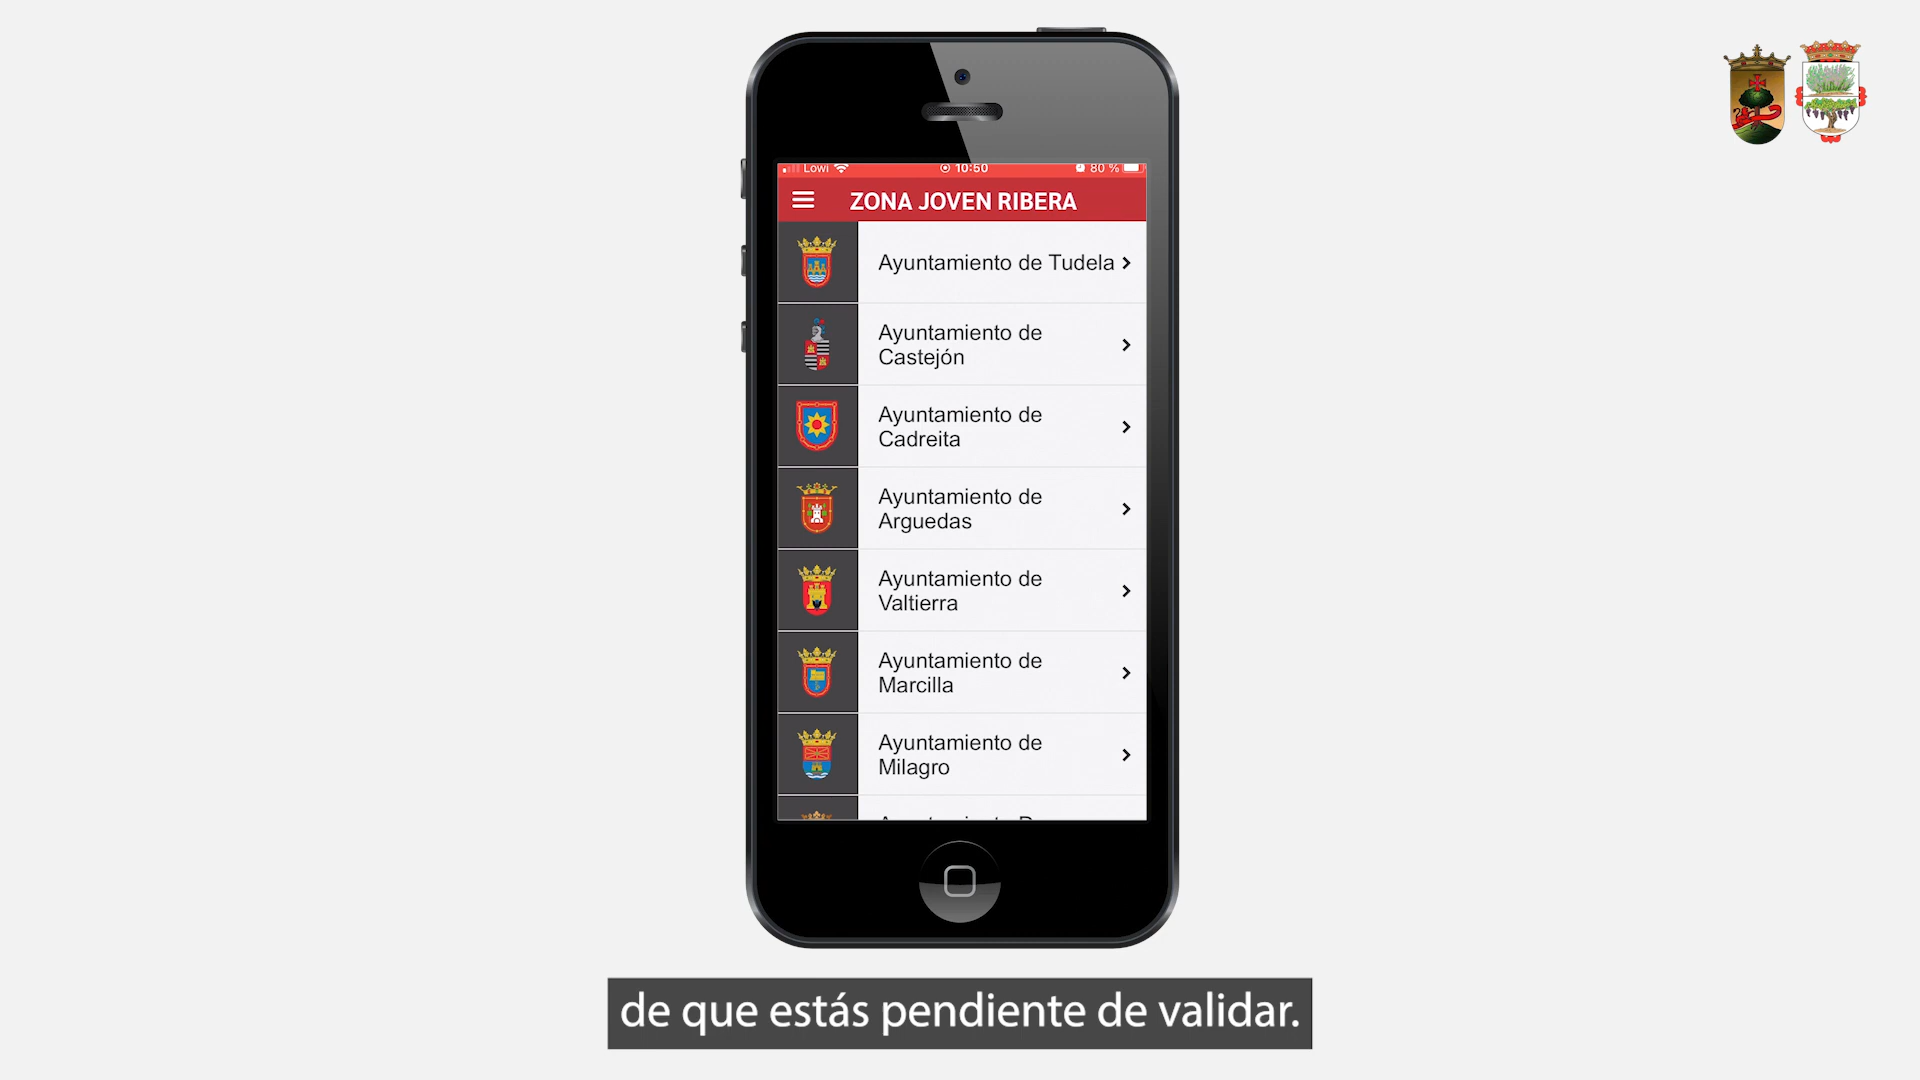 Lowi 10:50 80 %
ZONA JOVEN RIBERA
Ayuntamiento de Tudela
Ayuntamiento de
Castejón
Ayuntamiento de
Cadreita
Ayuntamiento de
Arguedas
Ayuntamiento de
Valtierra
Ayuntamiento de
Marcilla
Ayuntamiento de
Milagro
de que estás pendiente de validar.